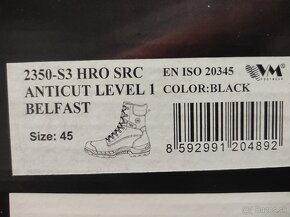 2350-S3 HRO SRC EN ISO 20345
ANTICUT LEVEL 1 COLOR:BLACK
BELFAST
VM
FOOTWEAR
Size: 45
8 592991 204892